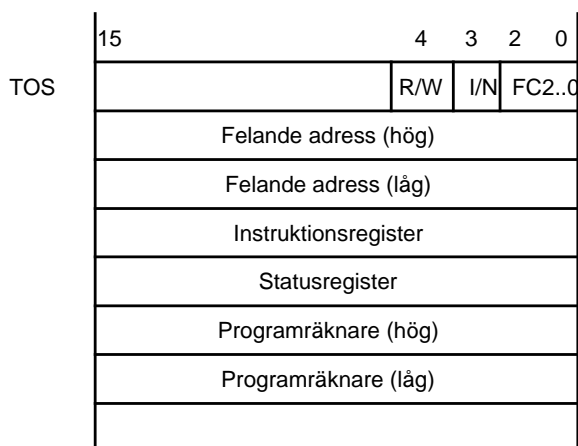 15 4 3 2 0
TOS R/W I/N FC2..0
Felande adress (hög)
Felande adress (låg)
Instruktionsregister
Statusregister
Programräknare (hög)
Programräknare (låg)